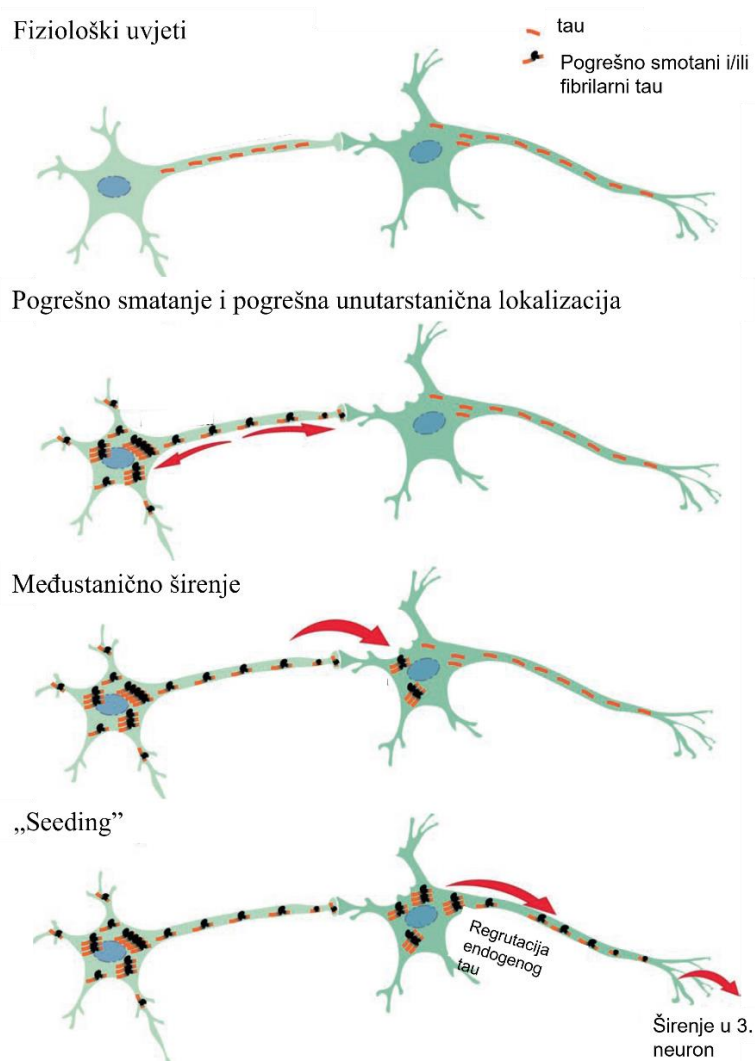 Fiziološki uvjeti
tau
Pogrešno smotani i/ili
fibrilarni tau
Pogrešno smatanje i pogrešna unutarstanična lokalizacija
Međustanično širenje
„Seeding”
Regrutacija
endogenog
tau
Širenje u 3.
neuron